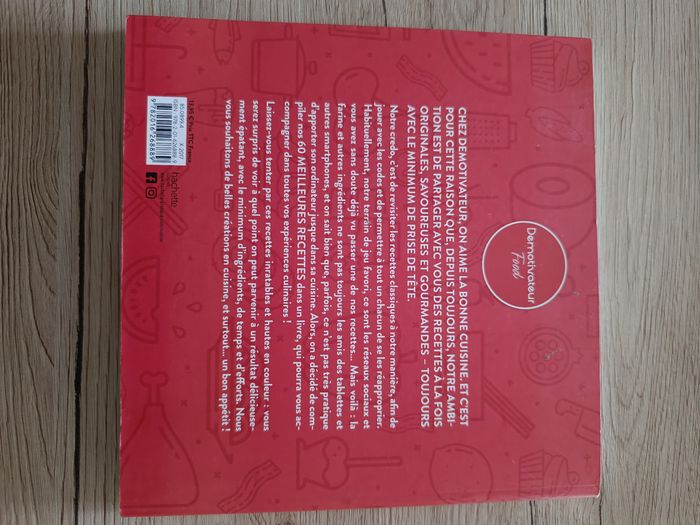 Demotivateur
Food
CHEZ DEMOTIVATEUR, ON AIME LA BONNE CUISINE. ET C'EST
POUR CETTE RAISON QUE, DEPUIS TOUJOURS, NOTRE AMBI-
TION EST DE PARTAGER AVEC VOUS DES RECETTES À LA FOIS
ORIGINALES, SAVOUREUSES ET GOURMANDES – TOUJOURS
AVEC LE MINIMUM DE PRISE DE TÊTE.
Notre credo, c'est de revisiter les recettes classiques à notre manière, afin de
jouer avec les codes et de permettre à tout un chacun de se les réapproprier.
Habituellement, notre terrain de jeu favori, ce sont les réseaux sociaux et
vous avez sans doute déjà vu passer une de nos recettes... Mais voilà : la
farine et autres ingrédients ne sont pas toujours les amis des tablettes et
autres smartphones, et on sait bien que, parfois, ce n'est pas très pratique
d'apporter son ordinateur jusque dans sa cuisine. Alors, on a décidé de com-
piler nos 60 MEILLEURES RECETTES dans un livre, qui pourra vous ac-
compagner dans toutes vos expériences culinaires !
Laissez-vous tenter par ces recettes inratables et hautes en couleur : vous
serez surpris de voir à quel point on peut parvenir à un résultat délicieuse-
ment épatant, avec le minimum d'ingrédients, de temps et d'efforts. Nous
vous souhaitons de belles créations en cuisine, et surtout... un bon appétit !
hachette
9 782016 268889